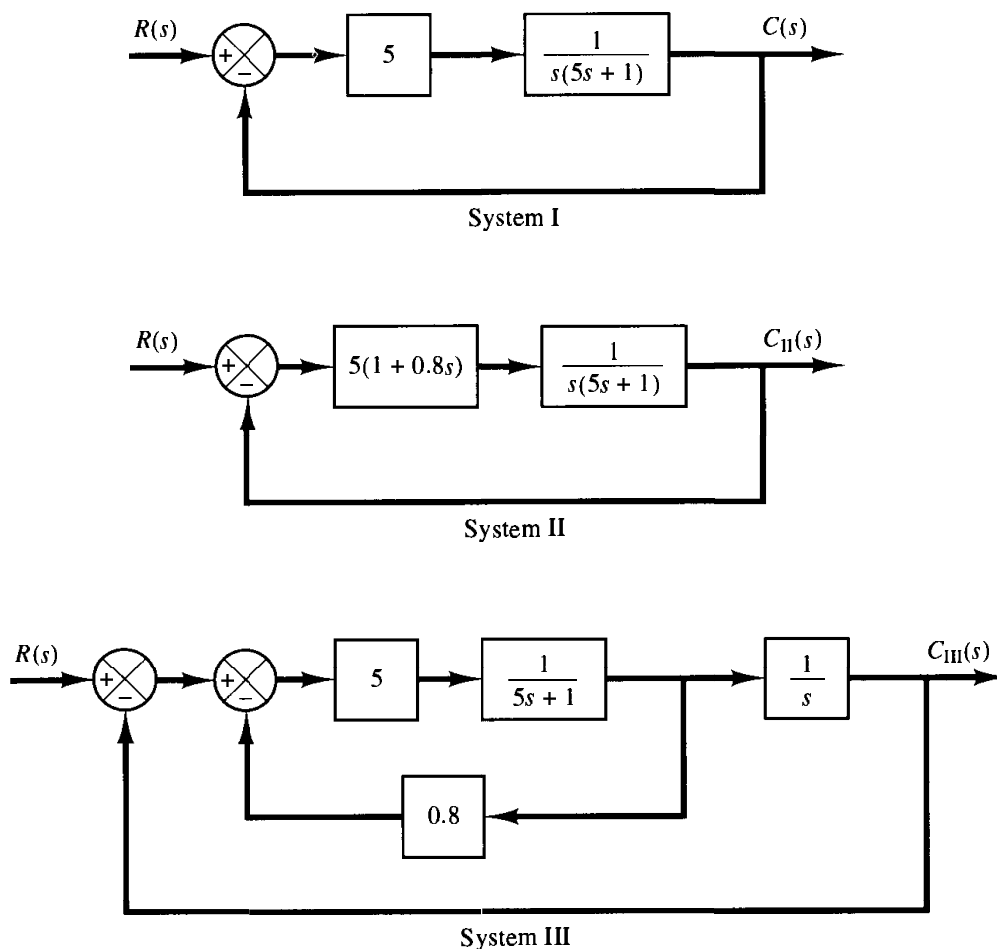 R(s)
C(s)
+
−
5
1
s(5s + 1)
System I
R(s)
C_II(s)
+
−
5(1 + 0.8s)
1
s(5s + 1)
System II
R(s)
C_III(s)
+
−
+
−
5
1
5s + 1
1
s
0.8
System III